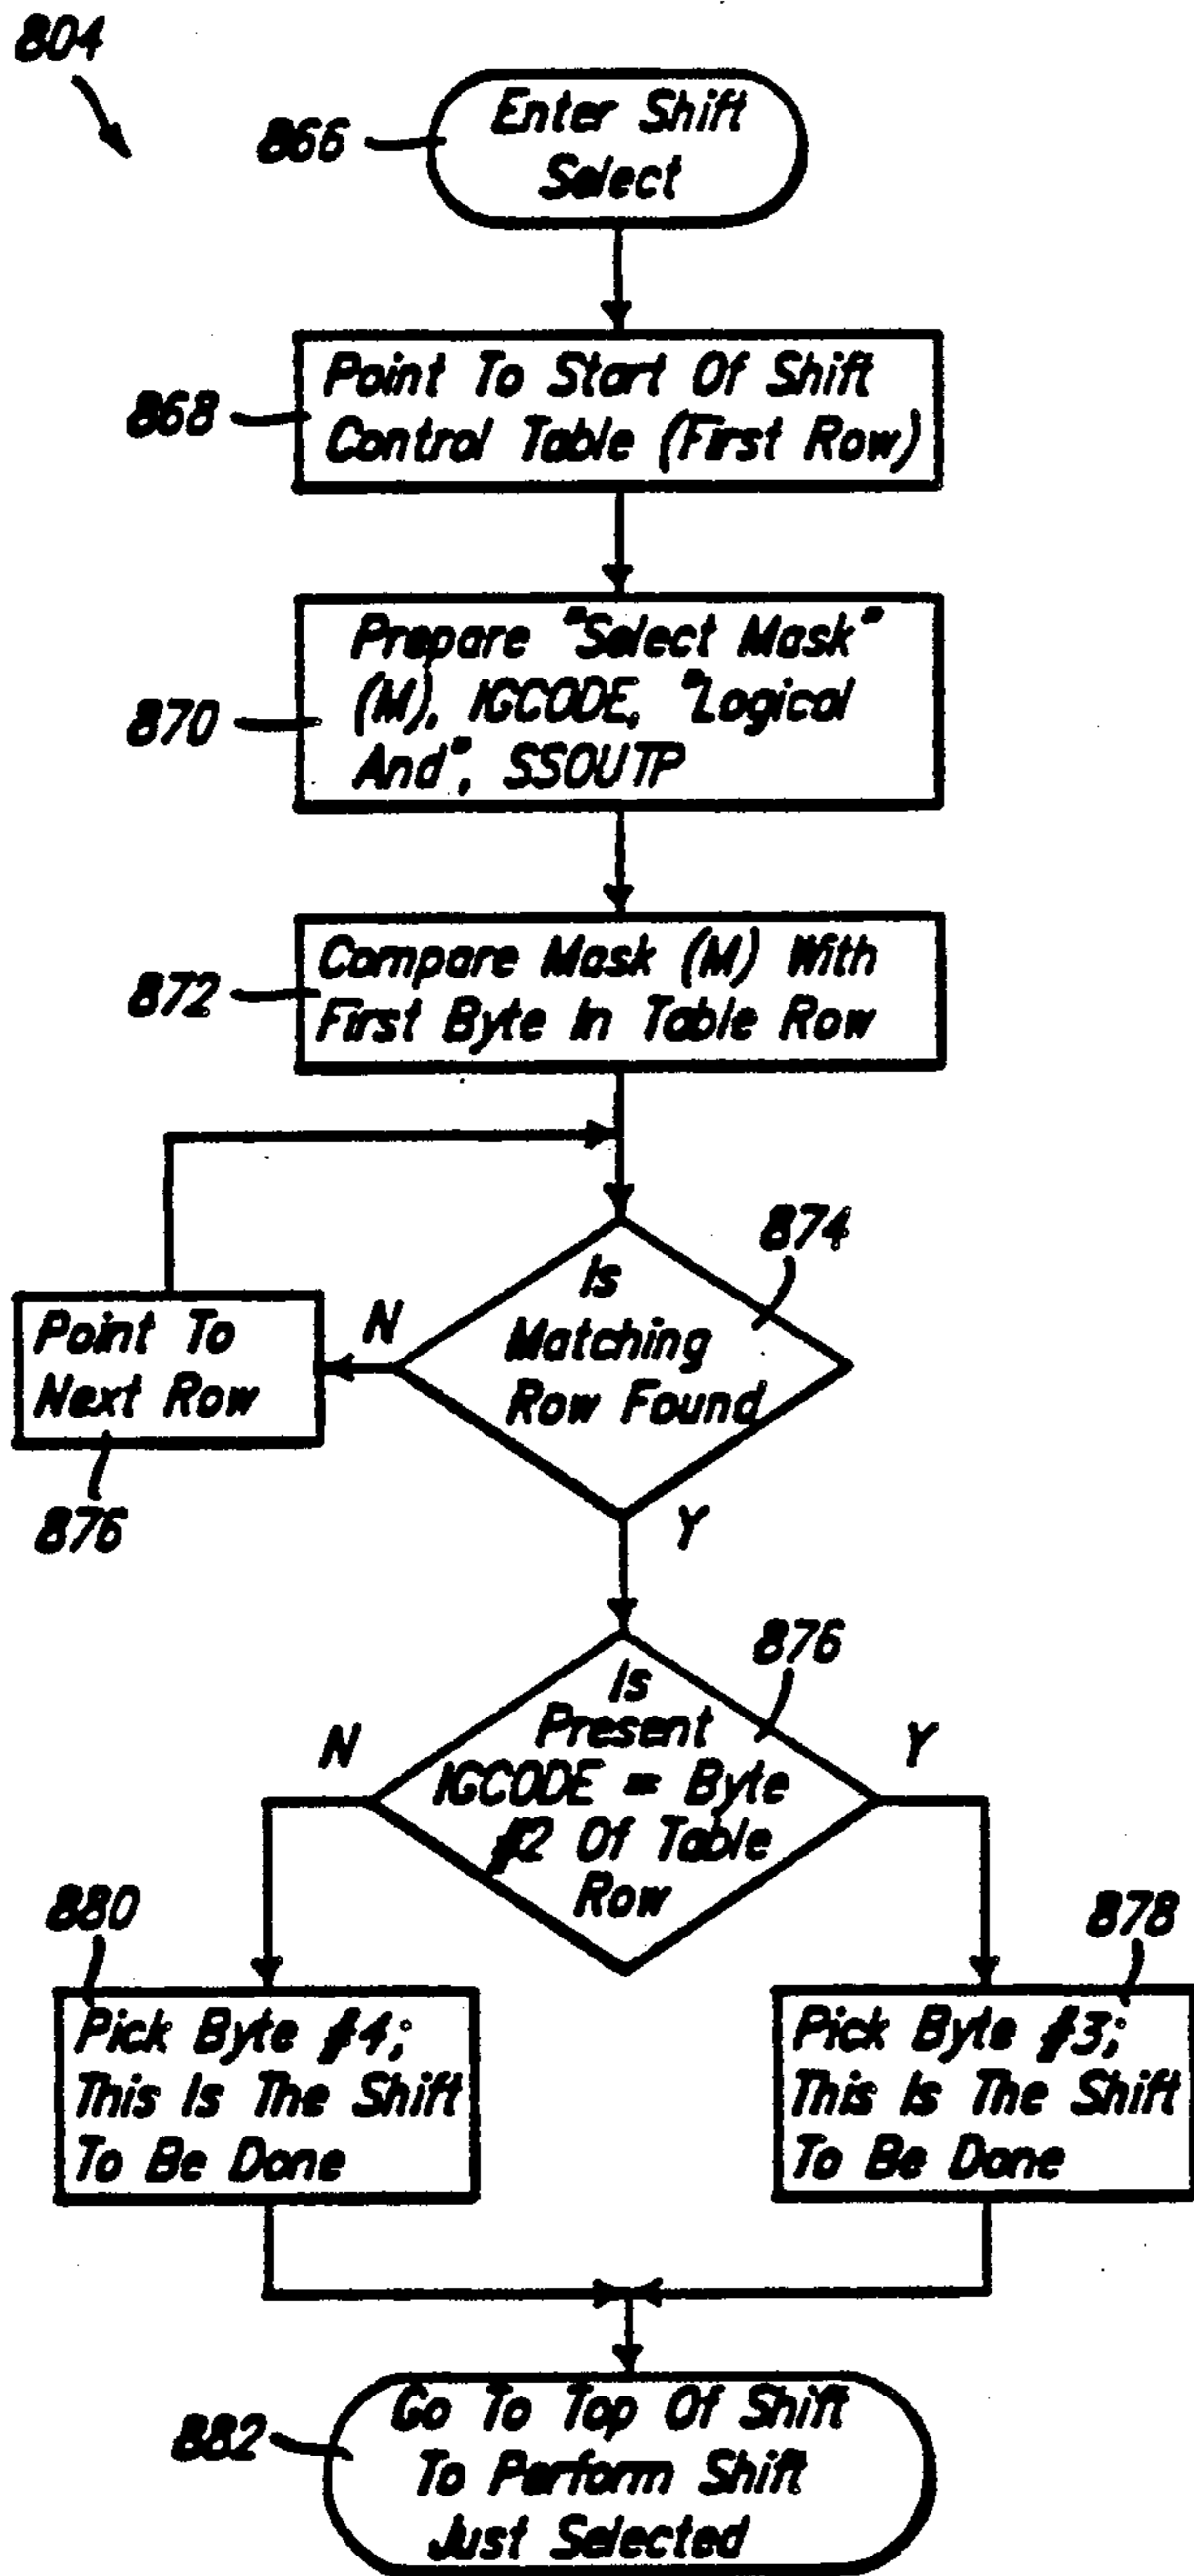 804
866
Enter Shift
Select
868
Point To Start Of Shift
Control Table (First Row)
870
Prepare "Select Mask"
(M), IGCODE, "Logical
And", SSOUTP
872
Compare Mask (M) With
First Byte In Table Row
874
Is
Matching
Row Found
N
Point To
Next Row
876
Y
876
Is
Present
IGCODE = Byte
#2 Of Table
Row
N
Y
880
Pick Byte #4;
This Is The Shift
To Be Done
878
Pick Byte #3;
This Is The Shift
To Be Done
882
Go To Top Of Shift
To Perform Shift
Just Selected